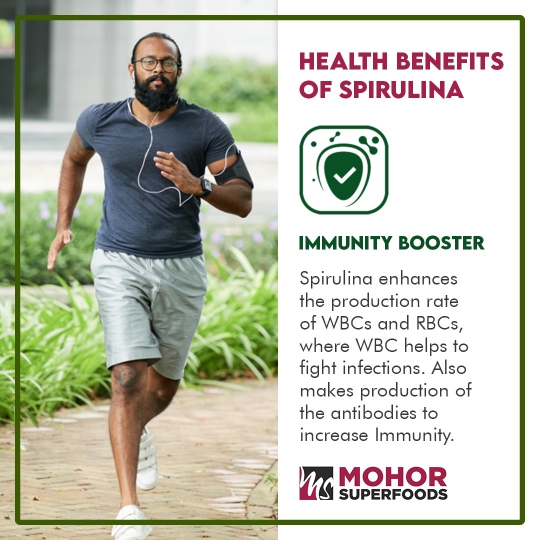 HEALTH BENEFITS
OF SPIRULINA
IMMUNITY BOOSTER
Spirulina enhances
the production rate
of WBCs and RBCs,
where WBC helps to
fight infections. Also
makes production of
the antibodies to
increase Immunity.
MOHOR
SUPERFOODS